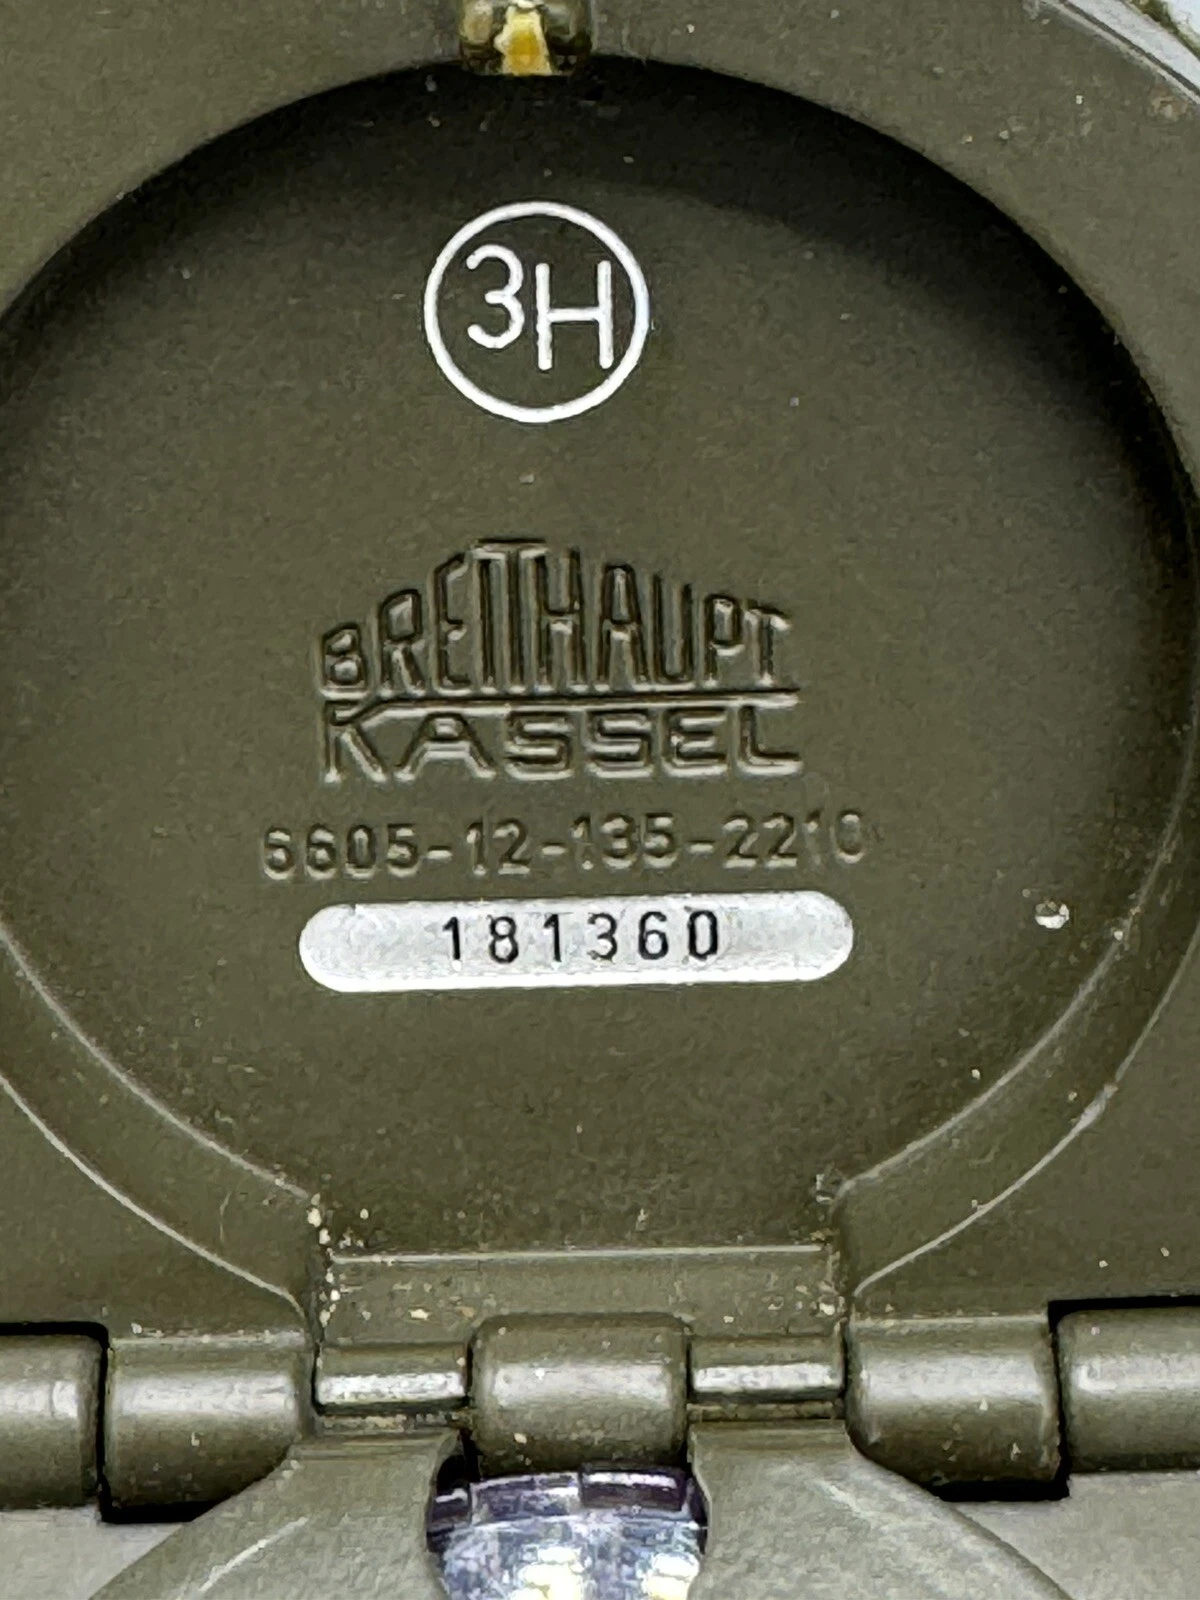 3H
BREITHAUPT
KASSEL
6605-12-135-2210
181360